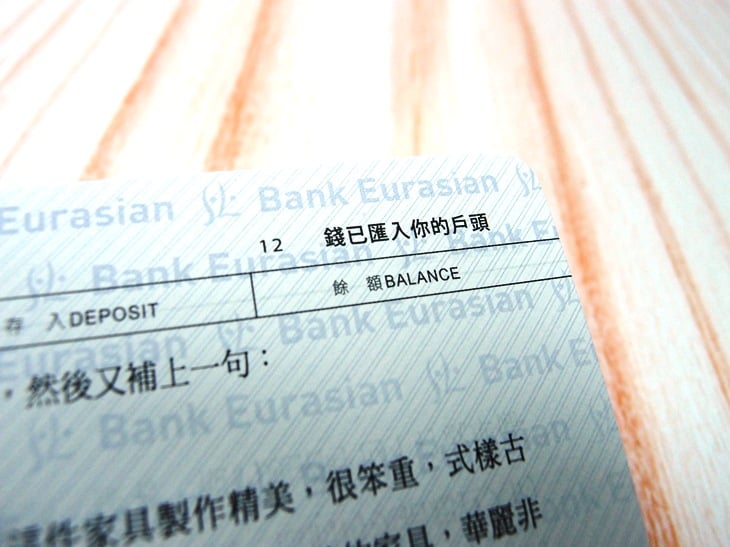 Eurasian Bank Eurasian
12 錢已匯入你的戶頭
Bank Eurasian Bank Eu
存 入DEPOSIT 餘 額BALANCE
Eurasian Bank Eurasian
，然後又補上一句：
Bank Eurasian Bank Eu
件家具製作精美，很笨重，式樣古
家具，華麗非